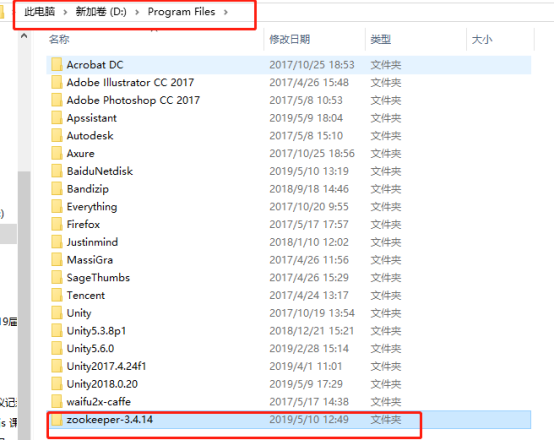 此电脑 > 新加卷 (D:) > Program Files >
名称 修改日期 类型 大小
Acrobat DC 2017/10/25 18:53 文件夹
Adobe Illustrator CC 2017 2017/4/26 15:48 文件夹
Adobe Photoshop CC 2017 2017/5/8 10:53 文件夹
Apssistant 2019/5/9 18:04 文件夹
Autodesk 2017/5/8 15:10 文件夹
Axure 2017/10/25 18:56 文件夹
BaiduNetdisk 2019/5/10 13:19 文件夹
Bandizip 2018/9/18 14:46 文件夹
Everything 2017/10/20 9:55 文件夹
Firefox 2017/5/17 17:57 文件夹
Justinmind 2018/1/10 12:02 文件夹
MassiGra 2017/4/26 11:56 文件夹
SageThumbs 2017/4/26 15:29 文件夹
Tencent 2017/4/24 13:17 文件夹
Unity 2017/10/19 13:54 文件夹
Unity5.3.8p1 2018/12/21 15:21 文件夹
Unity5.6.0 2019/2/28 15:14 文件夹
Unity2017.4.24f1 2019/4/1 11:01 文件夹
Unity2018.0.20 2019/5/9 17:29 文件夹
waifu2x-caffe 2017/5/17 14:38 文件夹
zookeeper-3.4.14 2019/5/10 12:49 文件夹